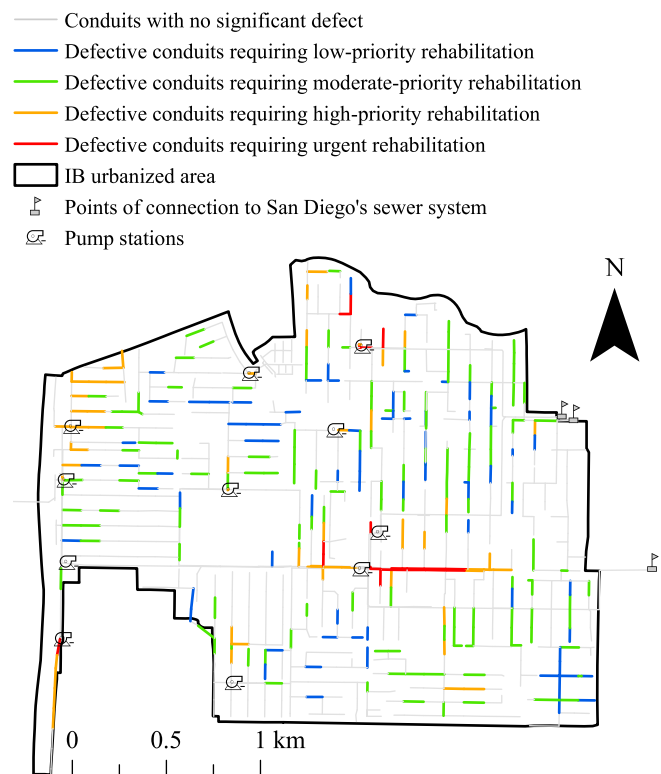 Conduits with no significant defect
Defective conduits requiring low-priority rehabilitation
Defective conduits requiring moderate-priority rehabilitation
Defective conduits requiring high-priority rehabilitation
Defective conduits requiring urgent rehabilitation
IB urbanized area
Points of connection to San Diego's sewer system
Pump stations
N
0 0.5 1 km